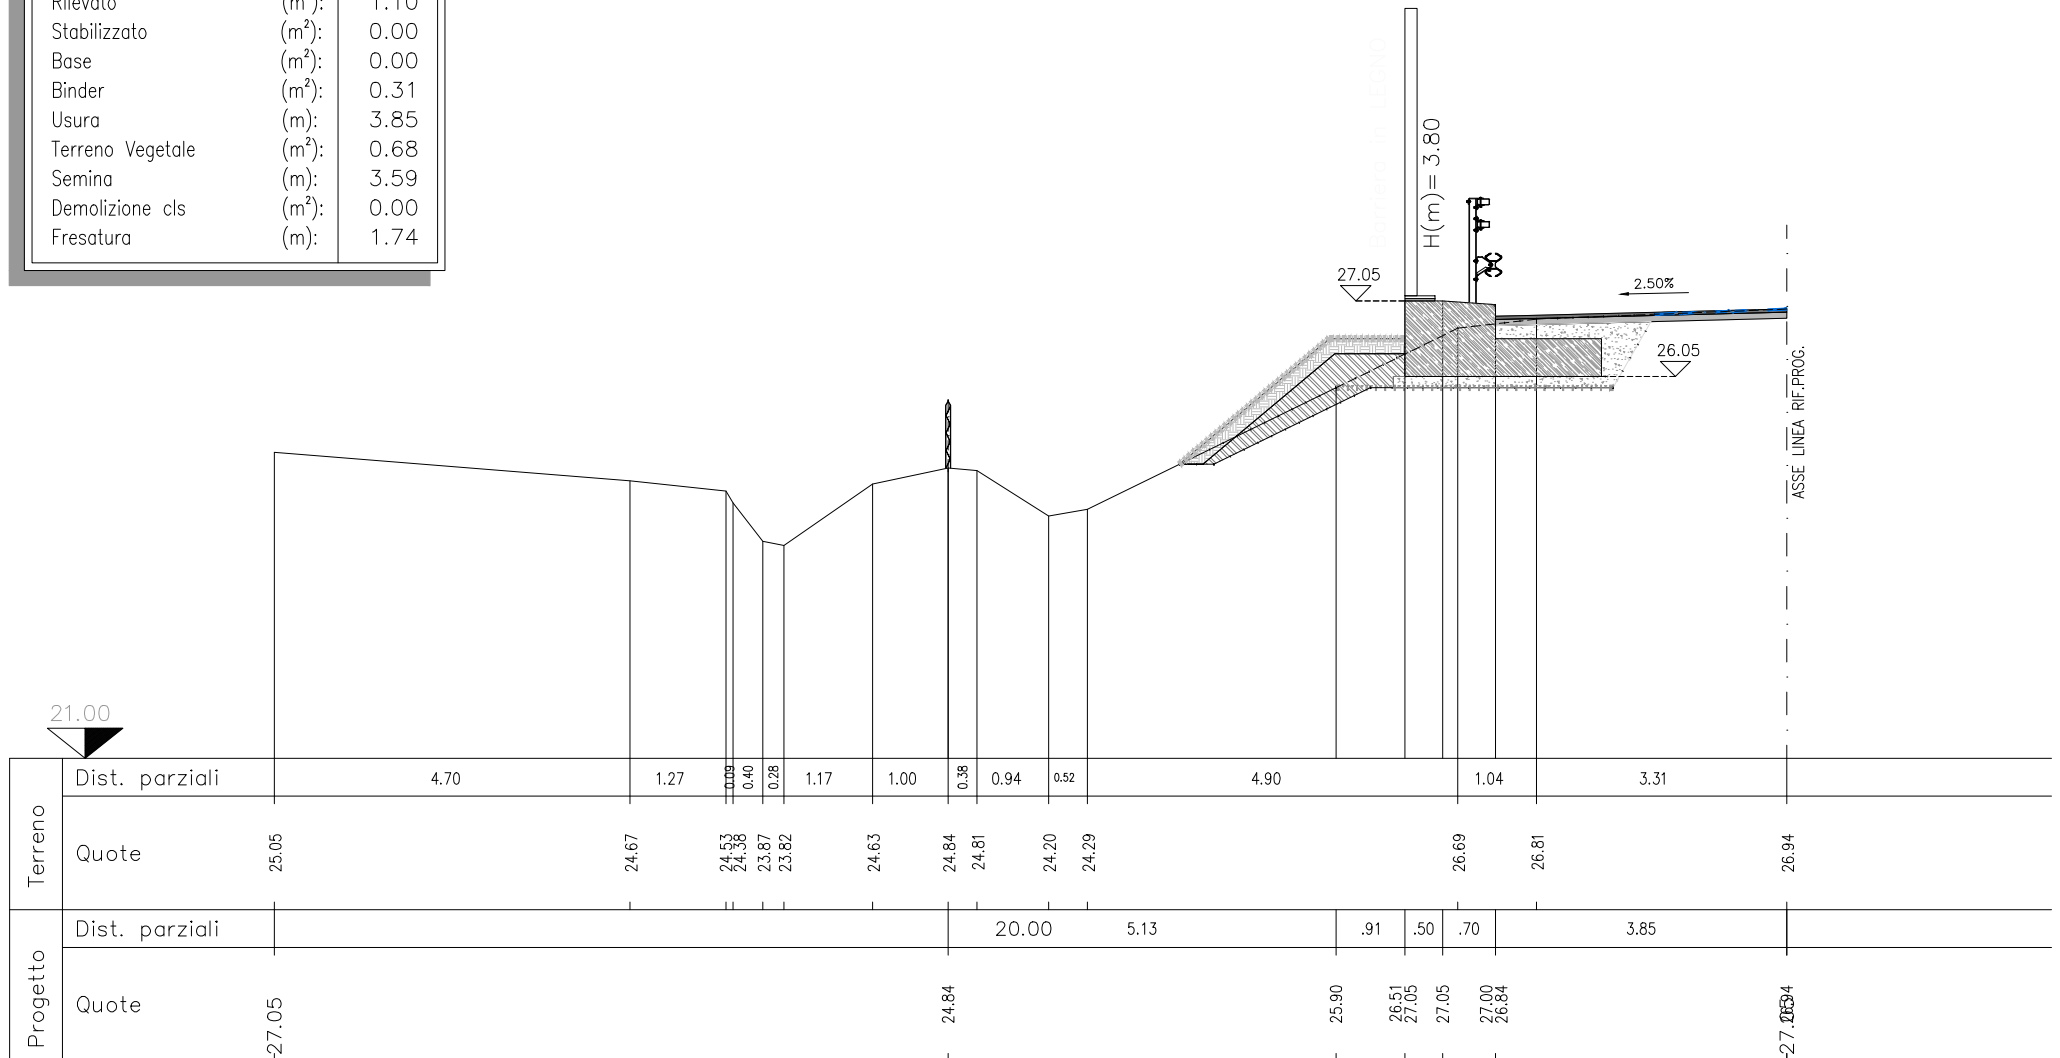 Rilevato (m²): 1.10
Stabilizzato (m²): 0.00
Base (m²): 0.00
Binder (m²): 0.31
Usura (m): 3.85
Terreno Vegetale (m²): 0.68
Semina (m): 3.59
Demolizione cls (m²): 0.00
Fresatura (m): 1.74
H(m)= 3.80
27.05
2.50%
26.05
ASSE LINEA RIF.PROG.
21.00
Terreno
Dist. parziali 4.70 1.27 0.09 0.40 0.28 1.17 1.00 0.38 0.94 0.52 4.90 1.04 3.31
Quote 25.05 24.67 24.53 24.38 23.87 23.82 24.63 24.84 24.81 24.20 24.29 26.69 26.81 26.94
Progetto
Dist. parziali 20.00 5.13 .91 .50 .70 3.85
Quote 27.05 24.84 25.90 26.51 27.05 27.05 27.00 26.84 26.94